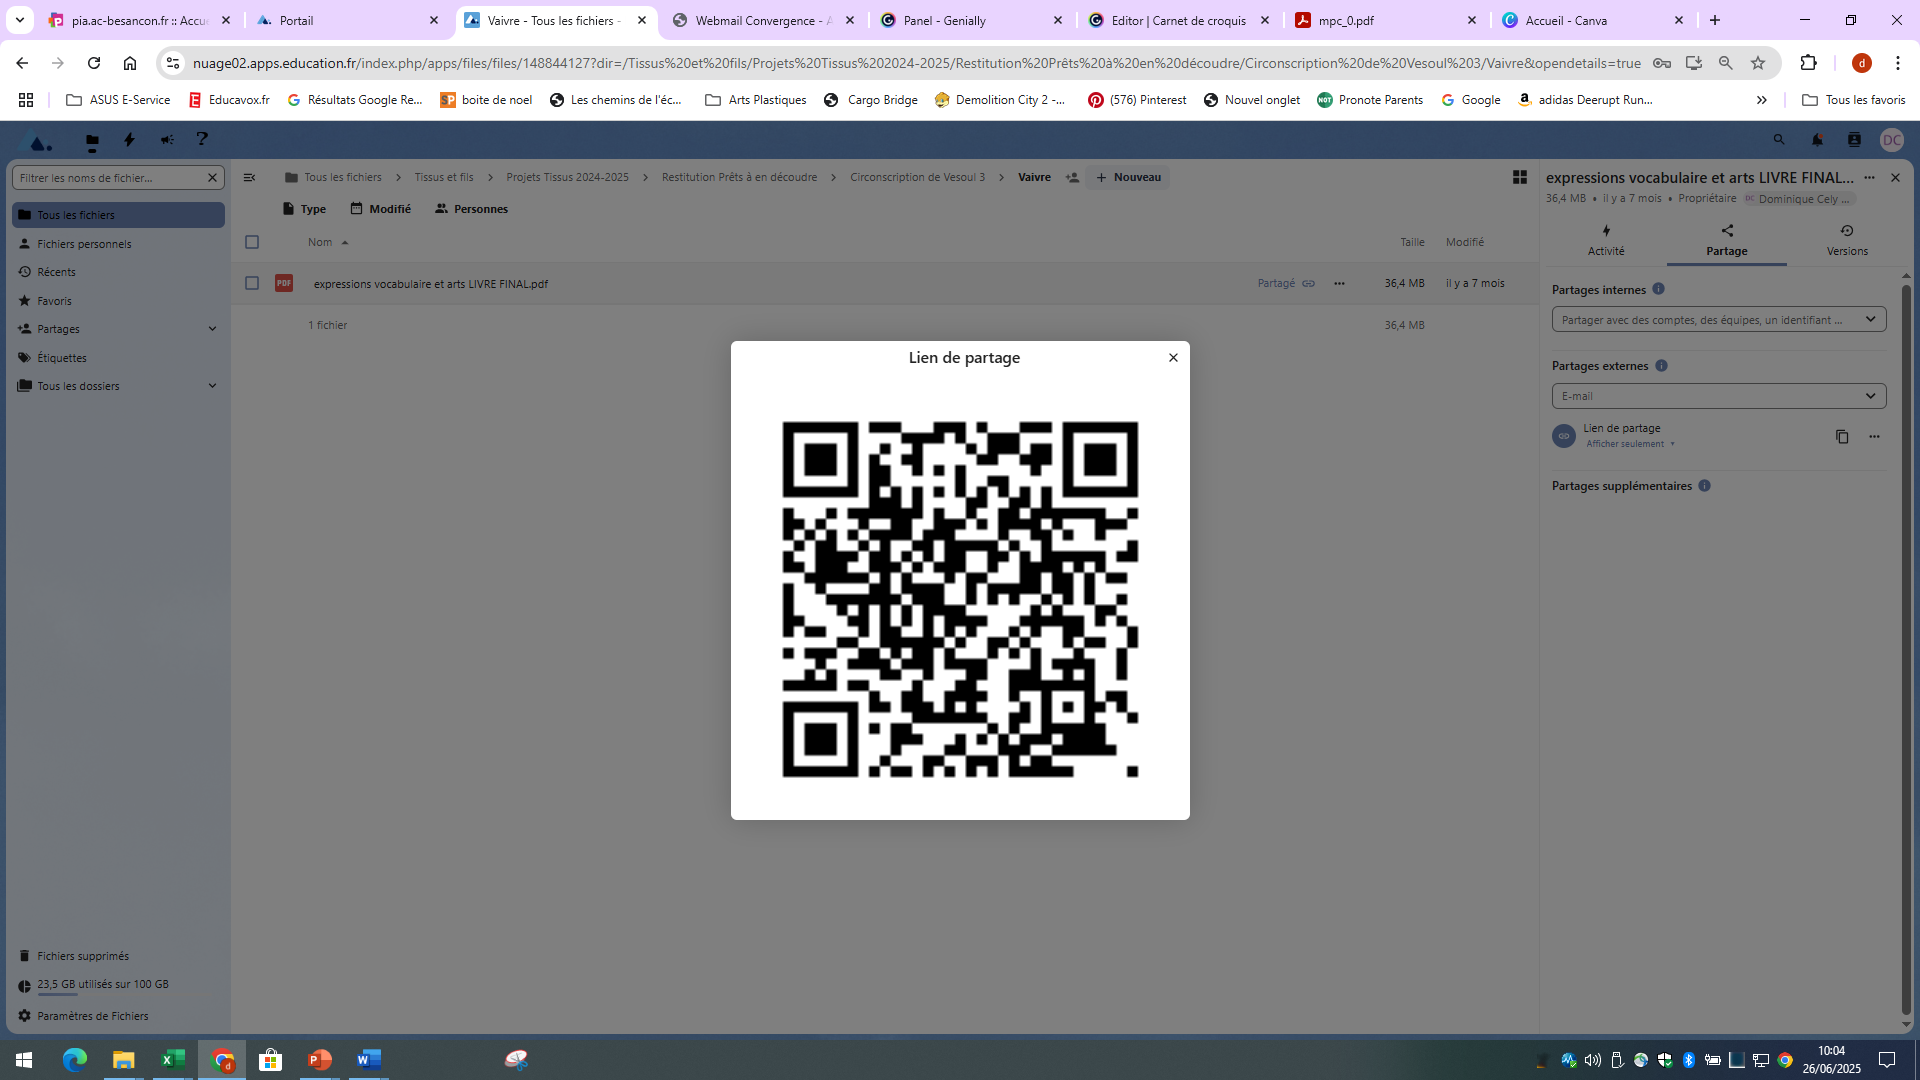 pia.ac-besancon.fr :: Accu
Portail
Vaivre - Tous les fichiers -
Webmail Convergence - A
Panel - Genially
Editor | Carnet de croquis
mpc_0.pdf
Accueil - Canva
nuage02.apps.education.fr/index.php/apps/files/files/148844127?dir=/Tissus%20et%20fils/Projets%20Tissus%202024-2025/Restitution%20Prêts%20à%20en%20découdre/Circonscription%20de%20Vesoul%203/Vaivre&opendetails=true
d
ASUS E-Service
Educavox.fr
Résultats Google Re...
boite de noel
Les chemins de l'éc...
Arts Plastiques
Cargo Bridge
Demolition City 2 -...
(576) Pinterest
Nouvel onglet
Pronote Parents
Google
adidas Deerupt Run...
Tous les favoris
DC
Filtrer les noms de fichier...
Tous les fichiers
Fichiers personnels
Récents
Favoris
Partages
Étiquettes
Tous les dossiers
Fichiers supprimés
23,5 GB utilisés sur 100 GB
Paramètres de Fichiers
Tous les fichiers > Tissus et fils > Projets Tissus 2024-2025 > Restitution Prêts à en découdre > Circonscription de Vesoul 3 > Vaivre + Nouveau
Type Modifié Personnes
Nom Taille Modifié
PDF expressions vocabulaire et arts LIVRE FINAL.pdf Partagé 36,4 MB il y a 7 mois
1 fichier 36,4 MB
Lien de partage
expressions vocabulaire et arts LIVRE FINAL...
36,4 MB • il y a 7 mois • Propriétaire DC Dominique Cely ...
Activité Partage Versions
Partages internes
Partager avec des comptes, des équipes, un identifiant ...
Partages externes
E-mail
Lien de partage
Afficher seulement
Partages supplémentaires
10:04
26/06/2025